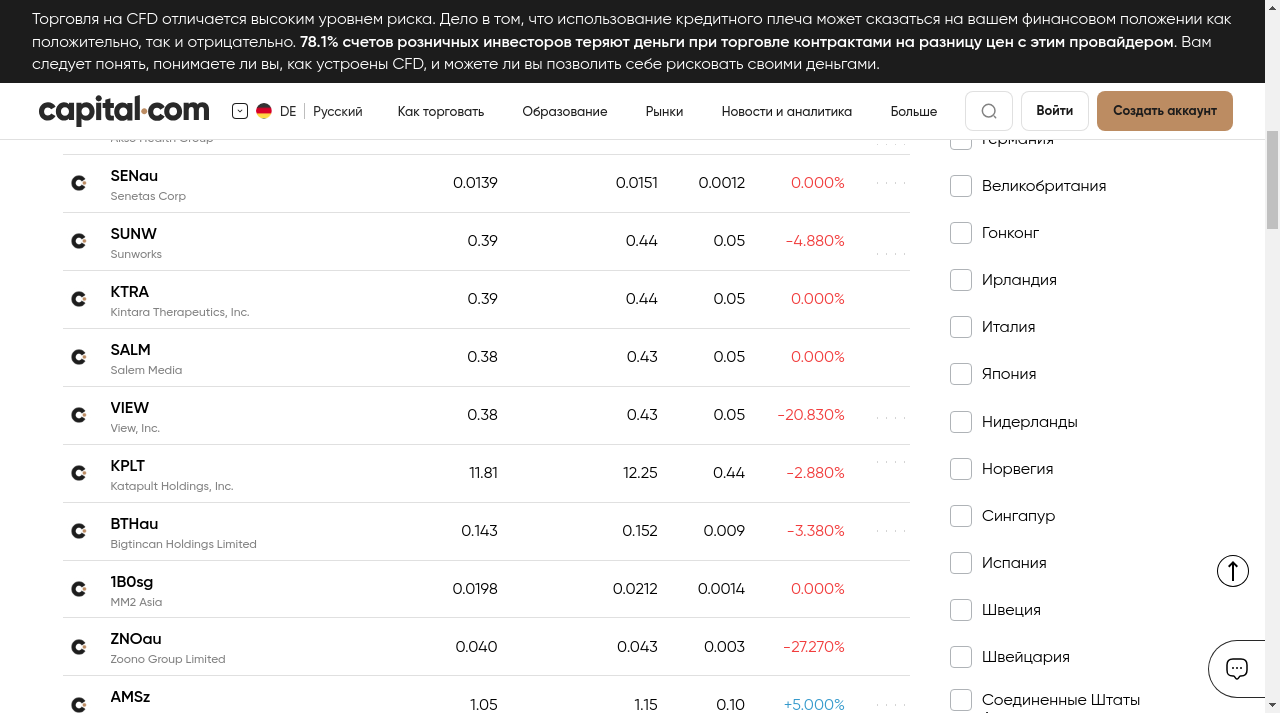 Торговля на CFD отличается высоким уровнем риска. Дело в том, что использование кредитного плеча может сказаться на вашем финансовом положении как
положительно, так и отрицательно. 78.1% счетов розничных инвесторов теряют деньги при торговле контрактами на разницу цен с этим провайдером. Вам
следует понять, понимаете ли вы, как устроены CFD, и можете ли вы позволить себе рисковать своими деньгами.
capital.com DE Русский Как торговать Образование Рынки Новости и аналитика Больше Войти Создать аккаунт
Akso Health Group
Германия
SENau 0.0139 0.0151 0.0012 0.000%
Senetas Corp
Великобритания
SUNW 0.39 0.44 0.05 -4.880%
Sunworks
Гонконг
KTRA 0.39 0.44 0.05 0.000%
Kintara Therapeutics, Inc.
Ирландия
SALM 0.38 0.43 0.05 0.000%
Salem Media
Италия
VIEW 0.38 0.43 0.05 -20.830%
View, Inc.
Япония
KPLT 11.81 12.25 0.44 -2.880%
Katapult Holdings, Inc.
Нидерланды
BTHau 0.143 0.152 0.009 -3.380%
Bigtincan Holdings Limited
Норвегия
1B0sg 0.0198 0.0212 0.0014 0.000%
MM2 Asia
Сингапур
ZNOau 0.040 0.043 0.003 -27.270%
Zoono Group Limited
Испания
AMSz 1.05 1.15 0.10 +5.000%
Швеция
Швейцария
Соединенные Штаты